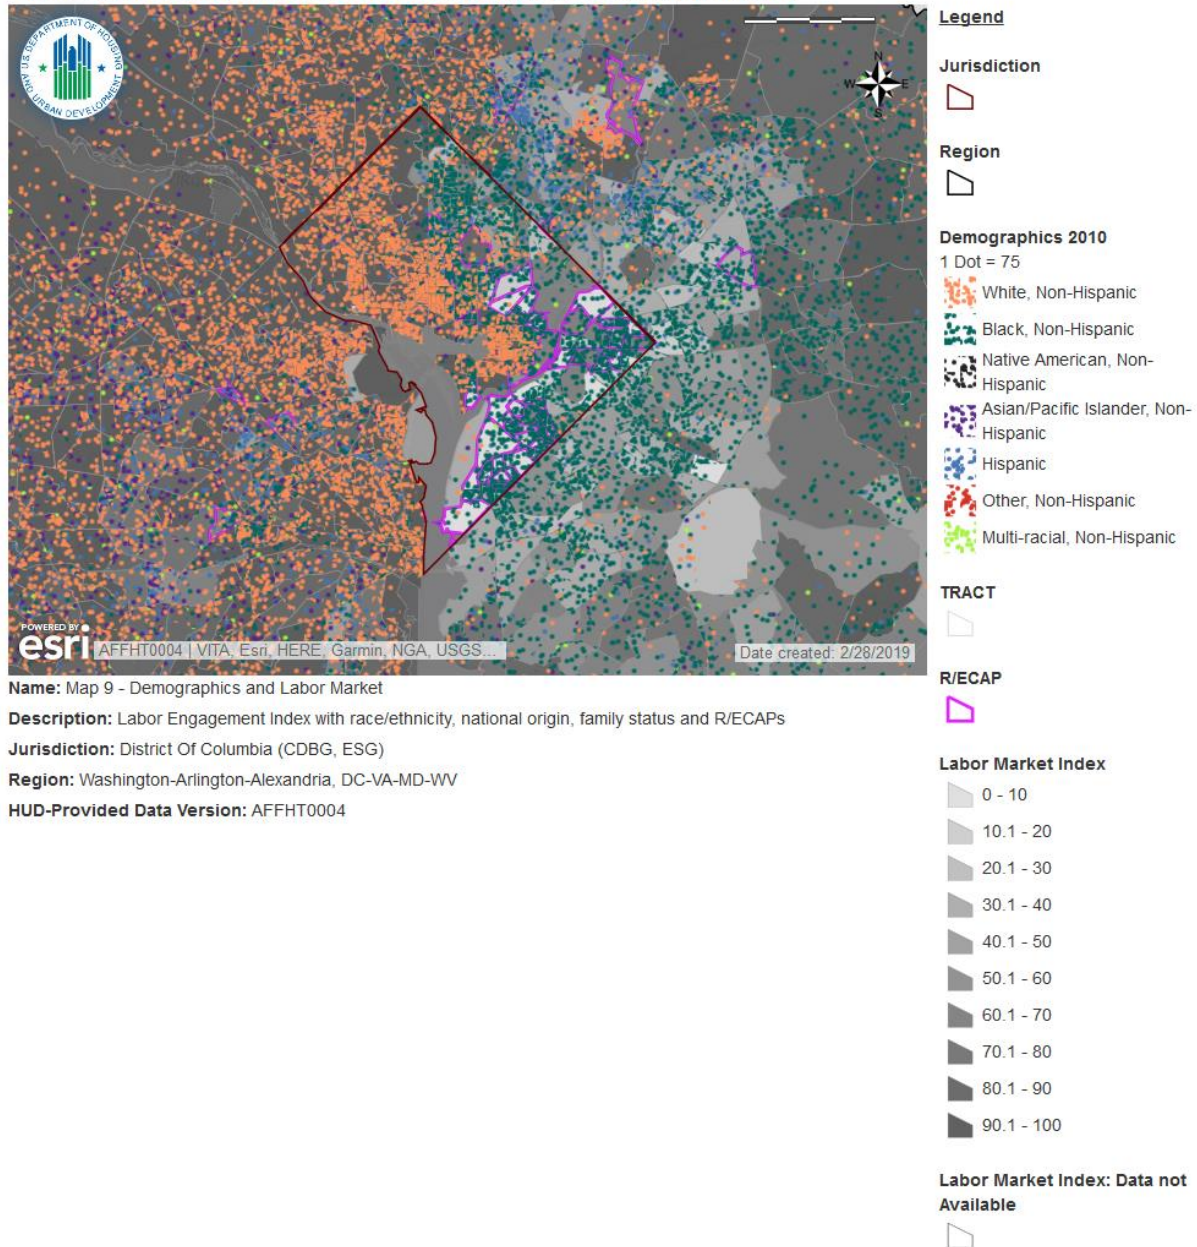 U.S. DEPARTMENT OF HOUSING
AND URBAN DEVELOPMENT
N
W E
S
POWERED BY
esri
AFFHT0004 | VITA, Esri, HERE, Garmin, NGA, USGS...
Date created: 2/28/2019
Name: Map 9 - Demographics and Labor Market
Description: Labor Engagement Index with race/ethnicity, national origin, family status and R/ECAPs
Jurisdiction: District Of Columbia (CDBG, ESG)
Region: Washington-Arlington-Alexandria, DC-VA-MD-WV
HUD-Provided Data Version: AFFHT0004
Legend
Jurisdiction
Region
Demographics 2010
1 Dot = 75
White, Non-Hispanic
Black, Non-Hispanic
Native American, Non-
Hispanic
Asian/Pacific Islander, Non-
Hispanic
Hispanic
Other, Non-Hispanic
Multi-racial, Non-Hispanic
TRACT
R/ECAP
Labor Market Index
0 - 10
10.1 - 20
20.1 - 30
30.1 - 40
40.1 - 50
50.1 - 60
60.1 - 70
70.1 - 80
80.1 - 90
90.1 - 100
Labor Market Index: Data not
Available